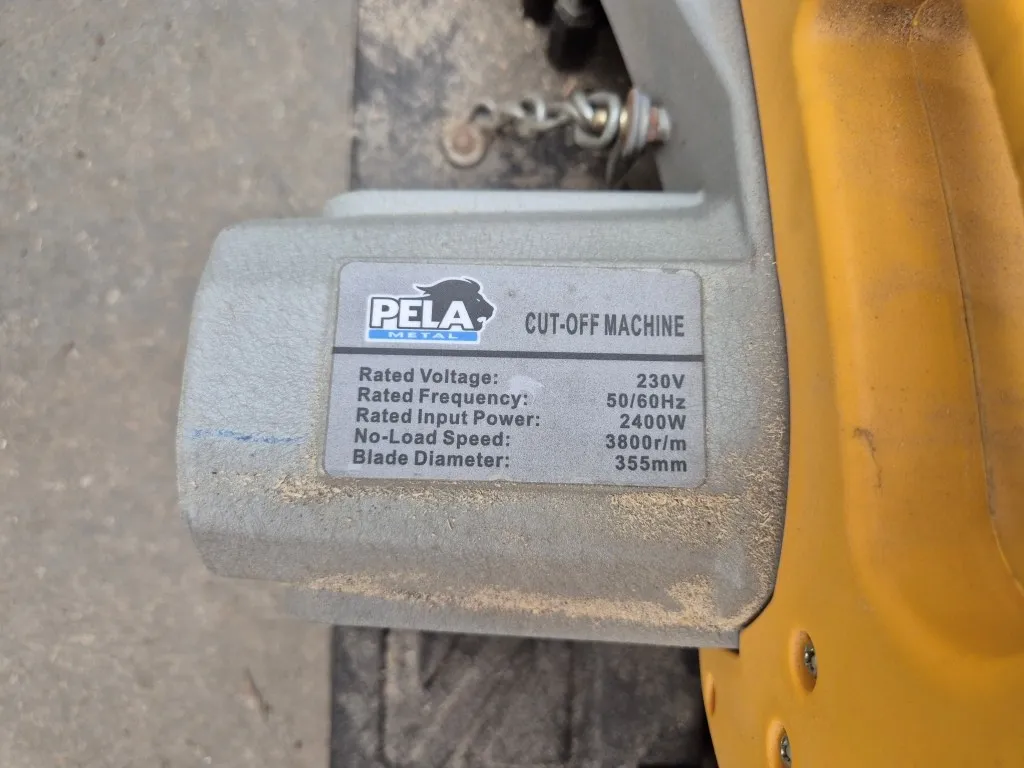 PELA
METAL
CUT-OFF MACHINE
Rated Voltage: 230V
Rated Frequency: 50/60Hz
Rated Input Power: 2400W
No-Load Speed: 3800r/m
Blade Diameter: 355mm